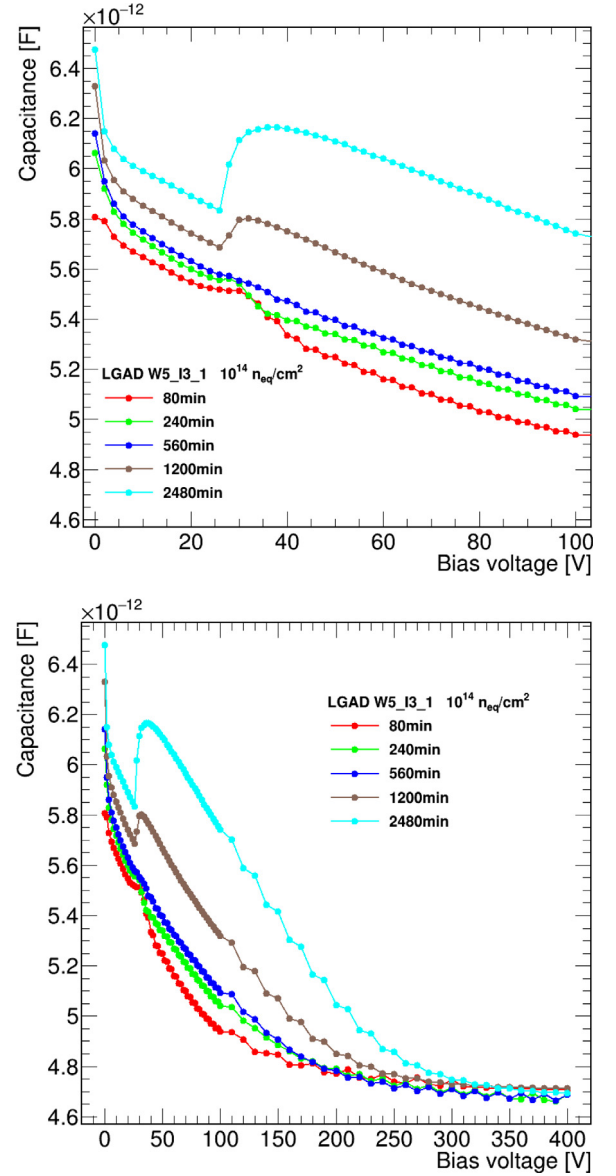 ×10⁻¹²
Capacitance [F]
6.4
6.2
6
5.8
5.6
5.4
5.2
5
4.8
4.6
LGAD W5_I3_1 10¹⁴ nₑq/cm²
80min
240min
560min
1200min
2480min
0 20 40 60 80 100
Bias voltage [V]
×10⁻¹²
Capacitance [F]
6.4
6.2
6
5.8
5.6
5.4
5.2
5
4.8
4.6
LGAD W5_I3_1 10¹⁴ nₑq/cm²
80min
240min
560min
1200min
2480min
0 50 100 150 200 250 300 350 400
Bias voltage [V]